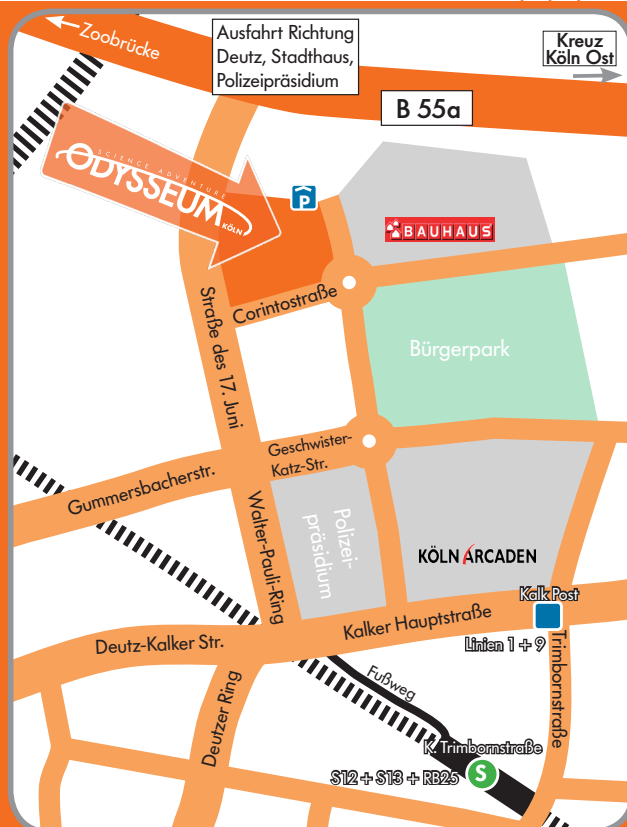 Zoobrücke
Ausfahrt Richtung
Deutz, Stadthaus,
Polizeipräsidium
Kreuz
Köln Ost
B 55a
SCIENCE ADVENTURE
ODYSSEUM
KÖLN
P
BAUHAUS
Corintostraße
Straße des 17. Juni
Bürgerpark
Geschwister-
Katz-Str.
Gummersbacherstr.
Walter-Pauli-Ring
Polizei-
präsidium
KÖLN ARCADEN
Kalk Post
Kalker Hauptstraße
Linien 1 + 9
Deutz-Kalker Str.
Trimbornstraße
Fußweg
Deutzer Ring
K. Trimbornstraße
S12 + S13 + RB25
S